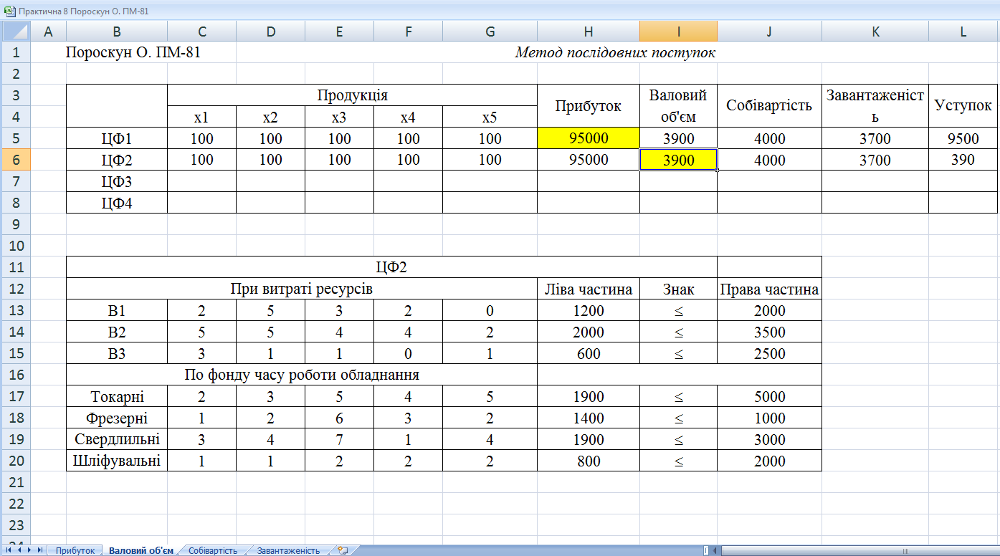 Практична 8 Пороскун О. ПМ-81
A B C D E F G H I J K L
1 Пороскун О. ПМ-81 Метод послідовних поступок
2
3 Продукція Прибуток Валовий об'єм Собівартість Завантаженіст ь Уступок
4 x1 x2 x3 x4 x5
5 ЦФ1 100 100 100 100 100 95000 3900 4000 3700 9500
6 ЦФ2 100 100 100 100 100 95000 3900 4000 3700 390
7 ЦФ3
8 ЦФ4
9
10
11 ЦФ2
12 При витраті ресурсів Ліва частина Знак Права частина
13 В1 2 5 3 2 0 1200 ≤ 2000
14 В2 5 5 4 4 2 2000 ≤ 3500
15 В3 3 1 1 0 1 600 ≤ 2500
16 По фонду часу роботи обладнання
17 Токарні 2 3 5 4 5 1900 ≤ 5000
18 Фрезерні 1 2 6 3 2 1400 ≤ 1000
19 Свердлильні 3 4 7 1 4 1900 ≤ 3000
20 Шліфувальні 1 1 2 2 2 800 ≤ 2000
21
22
23
24
Прибуток Валовий об'єм Собівартість Завантаженість